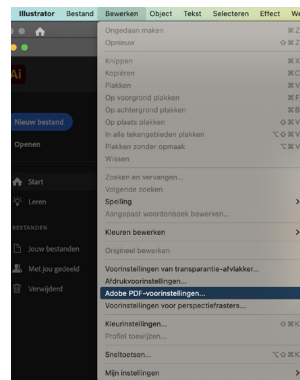 Illustrator Bestand Bewerken Object Tekst Selecteren Effect We
Ongedaan maken ⌘Z
Opnieuw ⇧⌘Z
Knippen ⌘X
Kopiëren ⌘C
Plakken ⌘V
Op voorgrond plakken ⌘F
Op achtergrond plakken ⌘B
Op plaats plakken ⇧⌘V
In alle tekengebieden plakken ⌥⇧⌘V
Plakken zonder opmaak ⌥⌘V
Wissen
Zoeken en vervangen...
Volgende zoeken
Spelling >
Aangepast woordenboek bewerken...
Kleuren bewerken >
Origineel bewerken
Voorinstellingen van transparantie-afvlakker...
Afdrukvoorinstellingen...
Adobe PDF-voorinstellingen...
Voorinstellingen voor perspectiefrasters...
Kleurinstellingen... ⇧⌘K
Profiel toewijzen...
Sneltoetsen... ⌥⇧⌘K
Mijn instellingen >
Ai
Nieuw bestand
Openen
Start
Leren
BESTANDEN
Jouw bestanden
Met jou gedeeld
Verwijderd